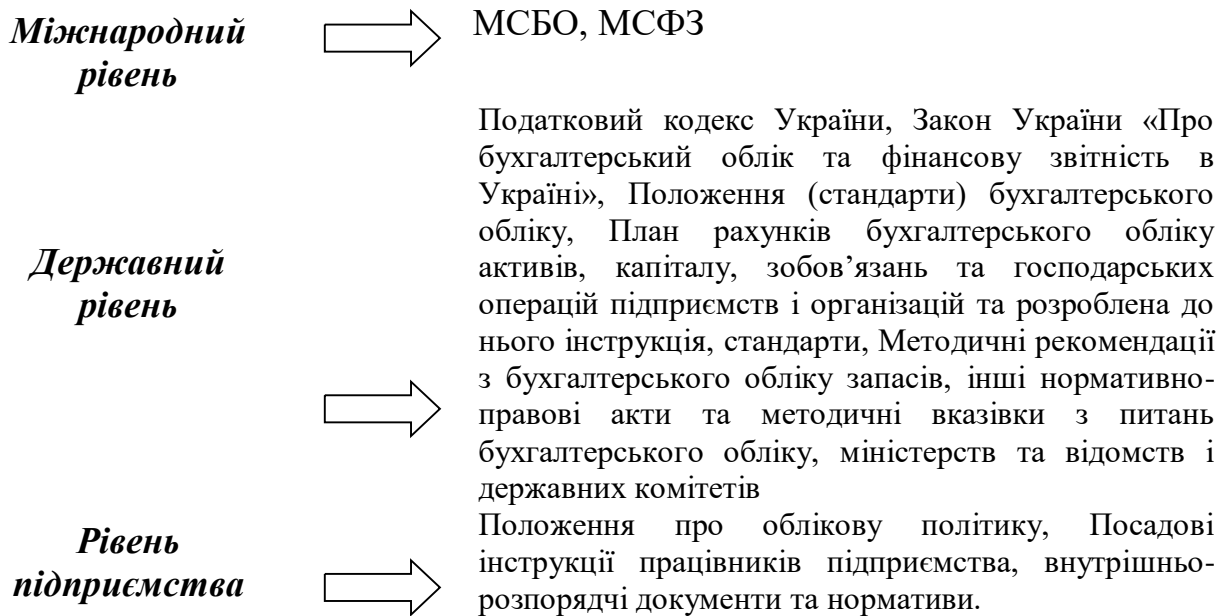 Міжнародний
рівень
МСБО, МСФЗ
Державний
рівень
Податковий кодекс України, Закон України «Про
бухгалтерський облік та фінансову звітність в
Україні», Положення (стандарти) бухгалтерського
обліку, План рахунків бухгалтерського обліку
активів, капіталу, зобов’язань та господарських
операцій підприємств і організацій та розроблена до
нього інструкція, стандарти, Методичні рекомендації
з бухгалтерського обліку запасів, інші нормативно-
правові акти та методичні вказівки з питань
бухгалтерського обліку, міністерств та відомств і
державних комітетів
Рівень
підприємства
Положення про облікову політику, Посадові
інструкції працівників підприємства, внутрішньо-
розпорядчі документи та нормативи.